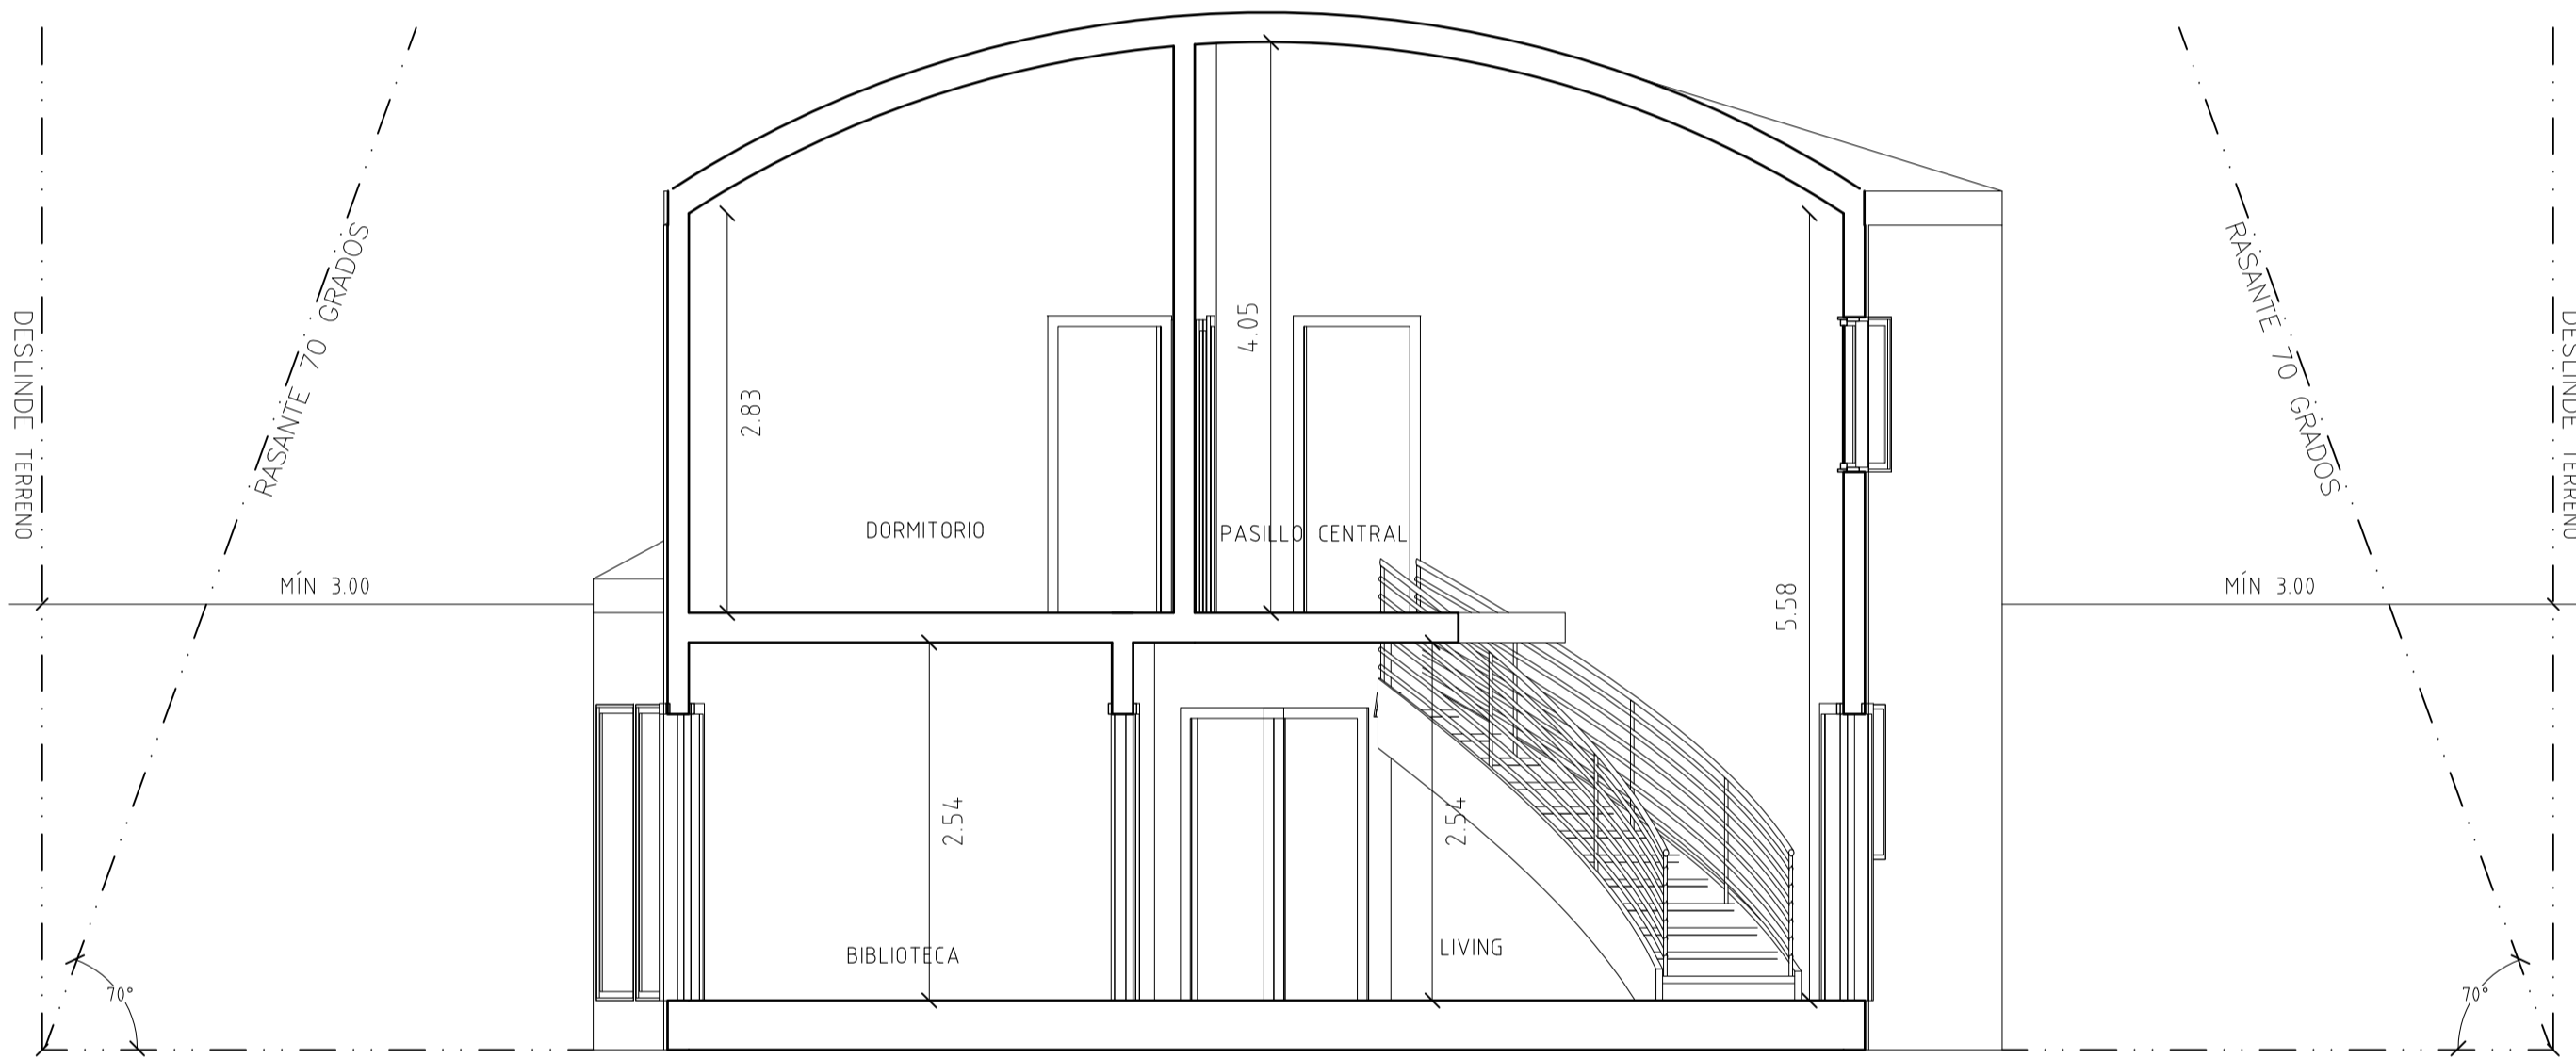 DESLINDE TERRENO
RASANTE 70 GRADOS
RASANTE 70 GRADOS
DESLINDE TERRENO
4.05
2.83
DORMITORIO
PASILLO CENTRAL
MÍN 3.00
5.58
MÍN 3.00
2.54
2.54
BIBLIOTECA
LIVING
70°
70°